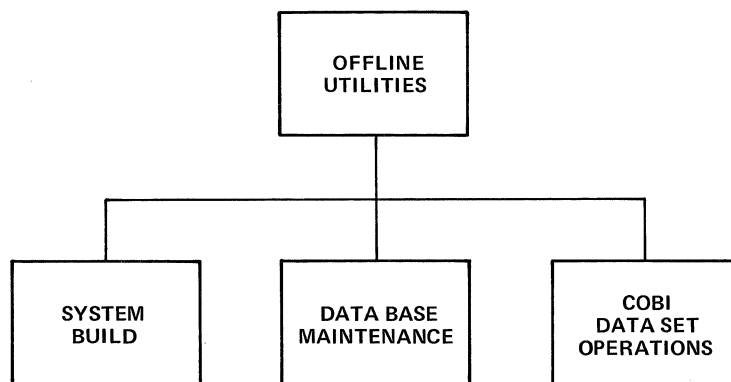 OFFLINE
UTILITIES
SYSTEM
BUILD
DATA BASE
MAINTENANCE
COBI
DATA SET
OPERATIONS